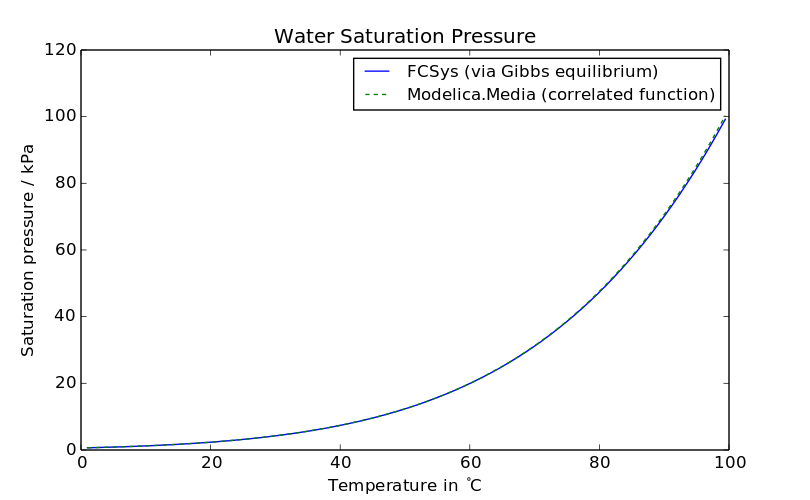 Water Saturation Pressure
FCSys (via Gibbs equilibrium)
Modelica.Media (correlated function)
120
100
80
60
40
20
0
Saturation pressure / kPa
0 20 40 60 80 100
Temperature in °C